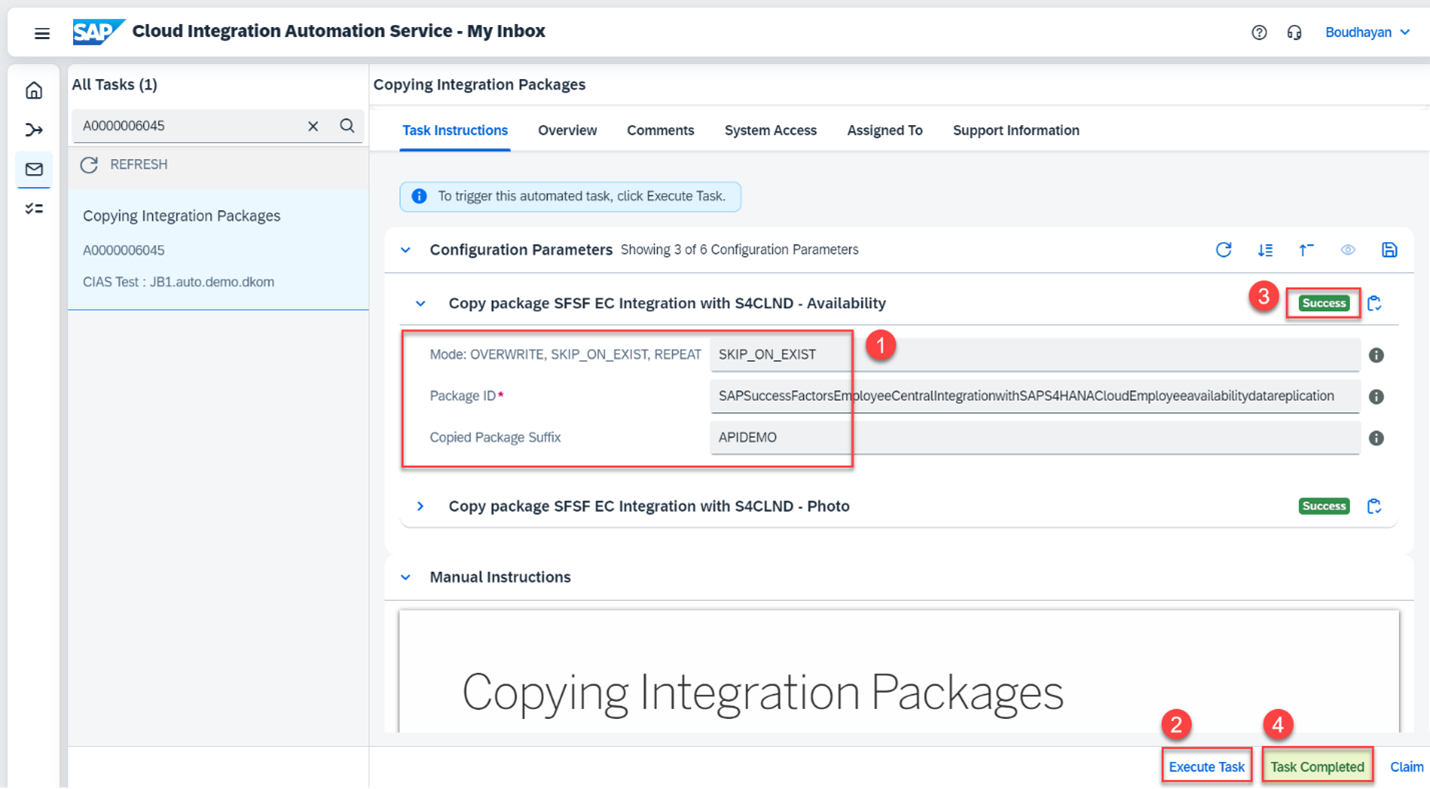 SAP Cloud Integration Automation Service - My Inbox
Boudhayan
All Tasks (1)
A0000006045
REFRESH
Copying Integration Packages
A0000006045
CIAS Test : JB1.auto.demo.dkom
Copying Integration Packages
Task Instructions Overview Comments System Access Assigned To Support Information
To trigger this automated task, click Execute Task.
Configuration Parameters Showing 3 of 6 Configuration Parameters
Copy package SFSF EC Integration with S4CLND - Availability 3 Success
1
Mode: OVERWRITE, SKIP_ON_EXIST, REPEAT SKIP_ON_EXIST
Package ID* SAPSuccessFactorsEmployeeCentralIntegrationwithSAPS4HANACloudEmployeeavailabilitydatareplication
Copied Package Suffix APIDEMO
Copy package SFSF EC Integration with S4CLND - Photo Success
Manual Instructions
Copying Integration Packages
2 4
Execute Task Task Completed Claim